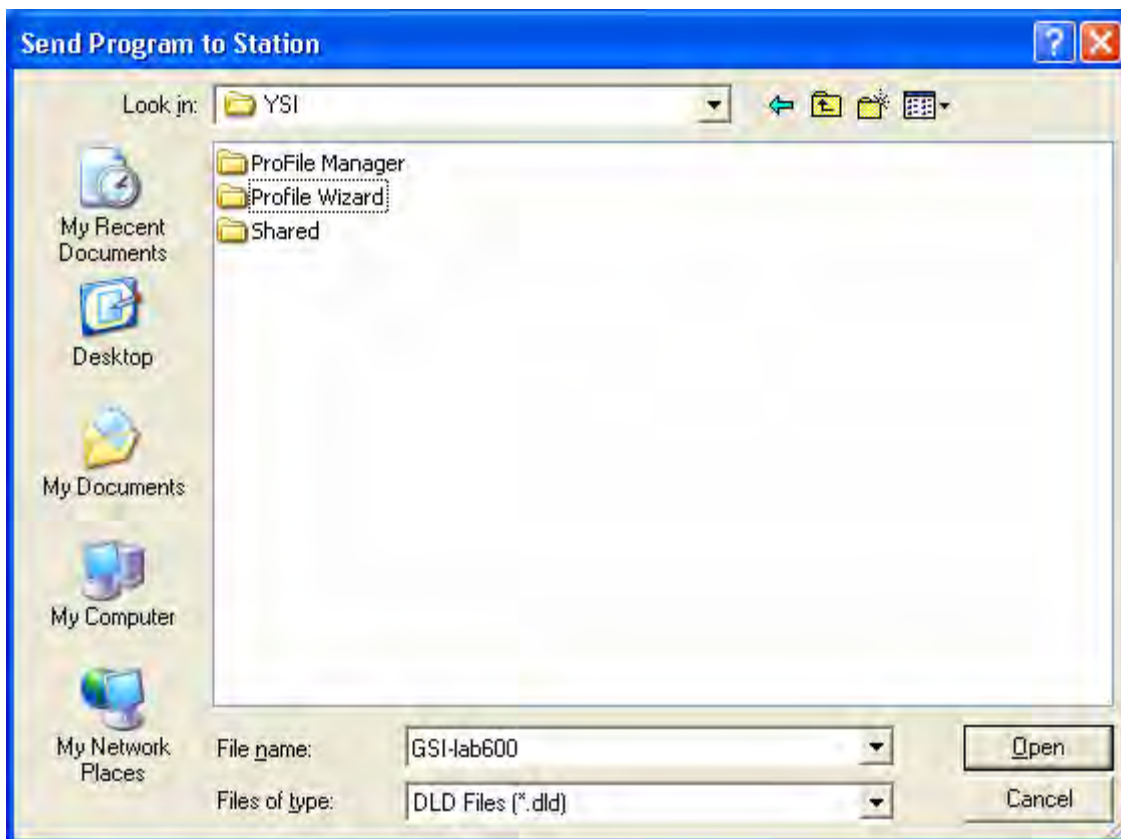 Send Program to Station
Look in: YSI
ProFile Manager
Profile Wizard
Shared
My Recent
Documents
Desktop
My Documents
My Computer
My Network
Places
File name: GSI-lab600 Open
Files of type: DLD Files (*.dld) Cancel